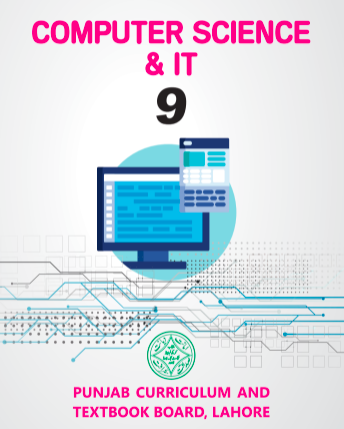 COMPUTER SCIENCE
& IT
9
PUNJAB CURRICULUM AND
TEXTBOOK BOARD, LAHORE